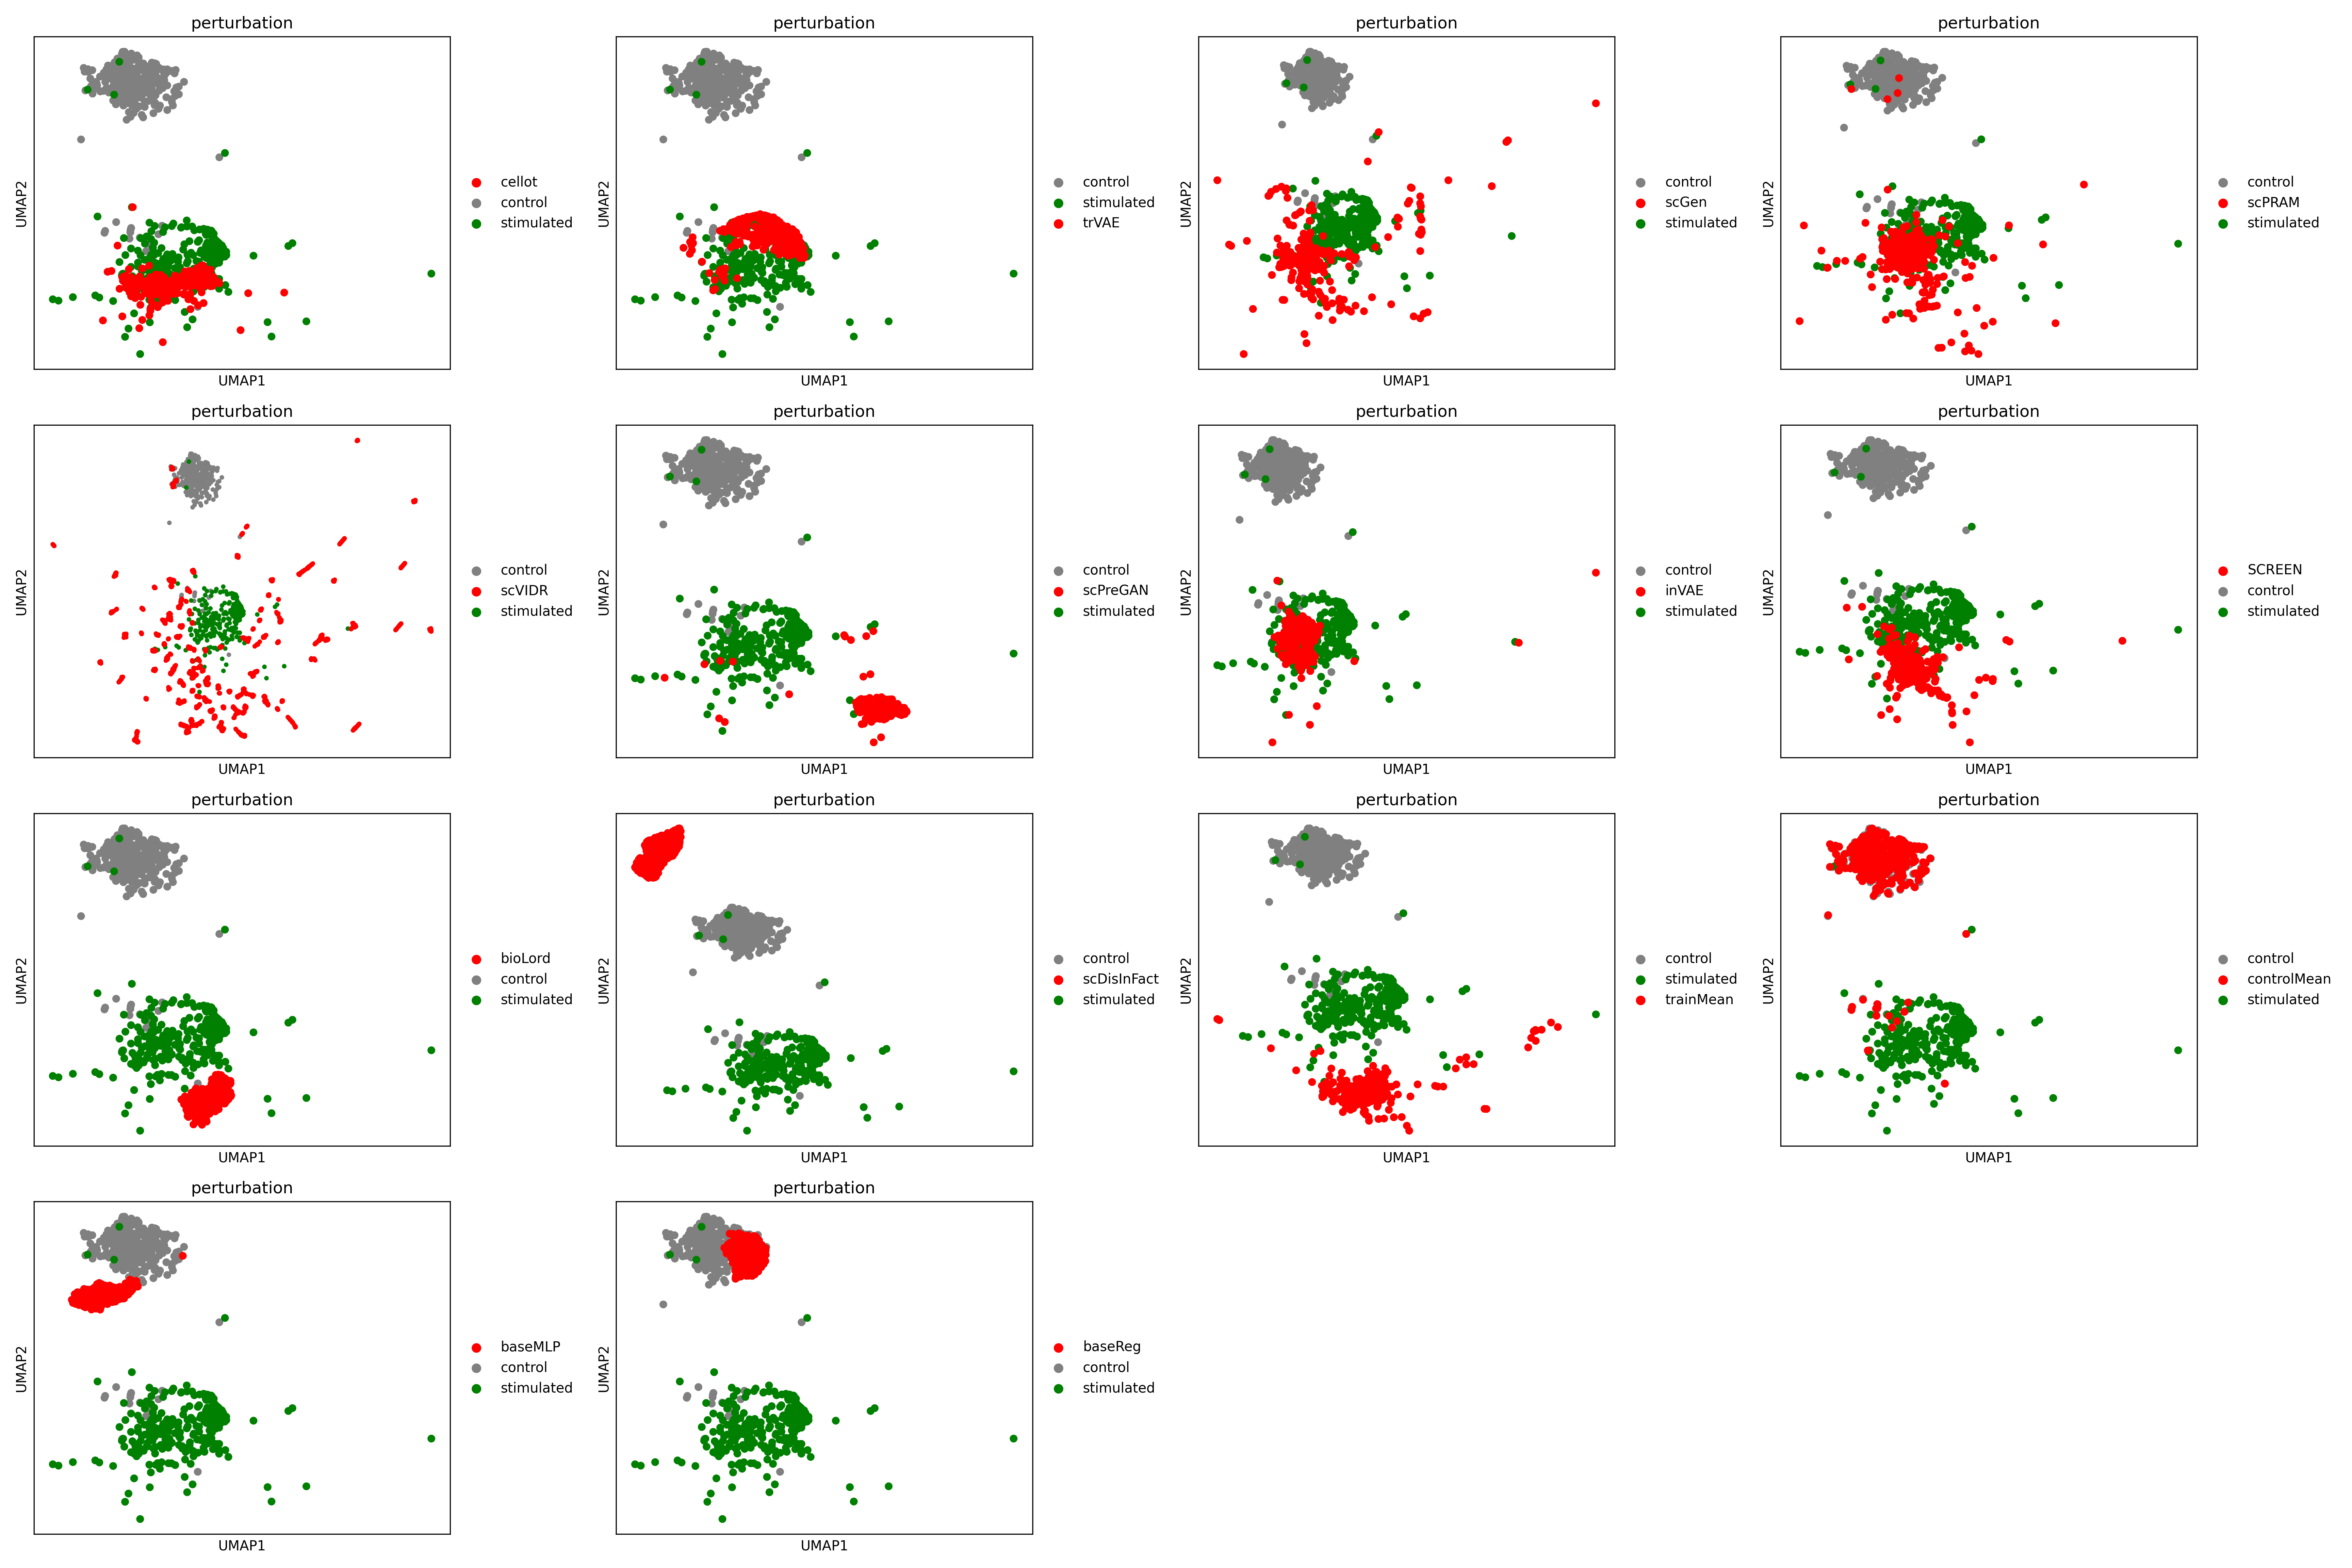 perturbation
UMAP2
cellot
control
stimulated
UMAP1
perturbation
UMAP2
control
stimulated
trVAE
UMAP1
perturbation
UMAP2
control
scGen
stimulated
UMAP1
perturbation
UMAP2
control
scPRAM
stimulated
UMAP1
perturbation
UMAP2
control
scVIDR
stimulated
UMAP1
perturbation
UMAP2
control
scPreGAN
stimulated
UMAP1
perturbation
UMAP2
control
inVAE
stimulated
UMAP1
perturbation
UMAP2
SCREEN
control
stimulated
UMAP1
perturbation
UMAP2
bioLord
control
stimulated
UMAP1
perturbation
UMAP2
control
scDisInFact
stimulated
UMAP1
perturbation
UMAP2
control
stimulated
trainMean
UMAP1
perturbation
UMAP2
control
controlMean
stimulated
UMAP1
perturbation
UMAP2
baseMLP
control
stimulated
UMAP1
perturbation
UMAP2
baseReg
control
stimulated
UMAP1